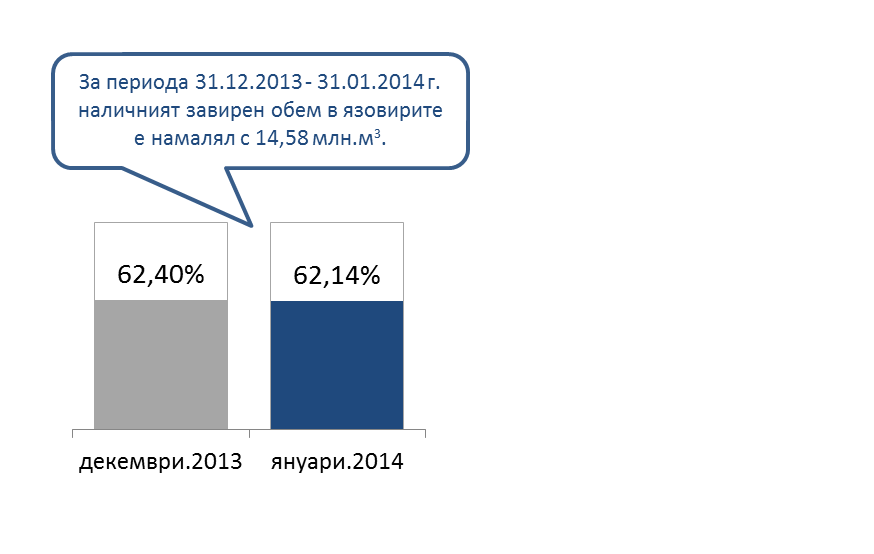 За периода 31.12.2013 - 31.01.2014 г.
наличният завирен обем в язовирите
е намалял с 14,58 млн.м³.
62,40%
62,14%
декември.2013
януари.2014